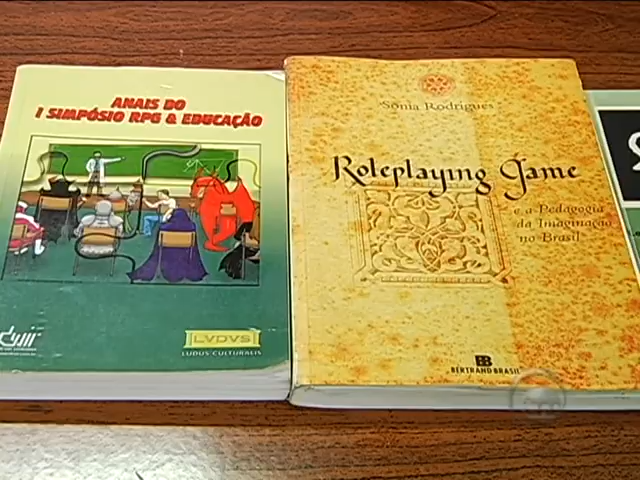 ANAIS DO
I SIMPÓSIO RPG & EDUCAÇÃO
LVDVS
LUDUS CULTURALIS
Sônia Rodrigues
Roleplaying Game
e a Pedagogia
da Imaginação
no Brasil
BB
BERTRAND BRASIL